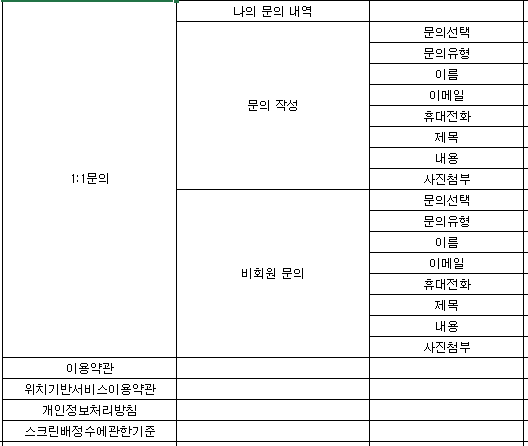 나의 문의 내역
1:1문의
문의 작성
문의선택
문의유형
이름
이메일
휴대전화
제목
내용
사진첨부
비회원 문의
문의선택
문의유형
이름
이메일
휴대전화
제목
내용
사진첨부
이용약관
위치기반서비스이용약관
개인정보처리방침
스크린배정수에관한기준